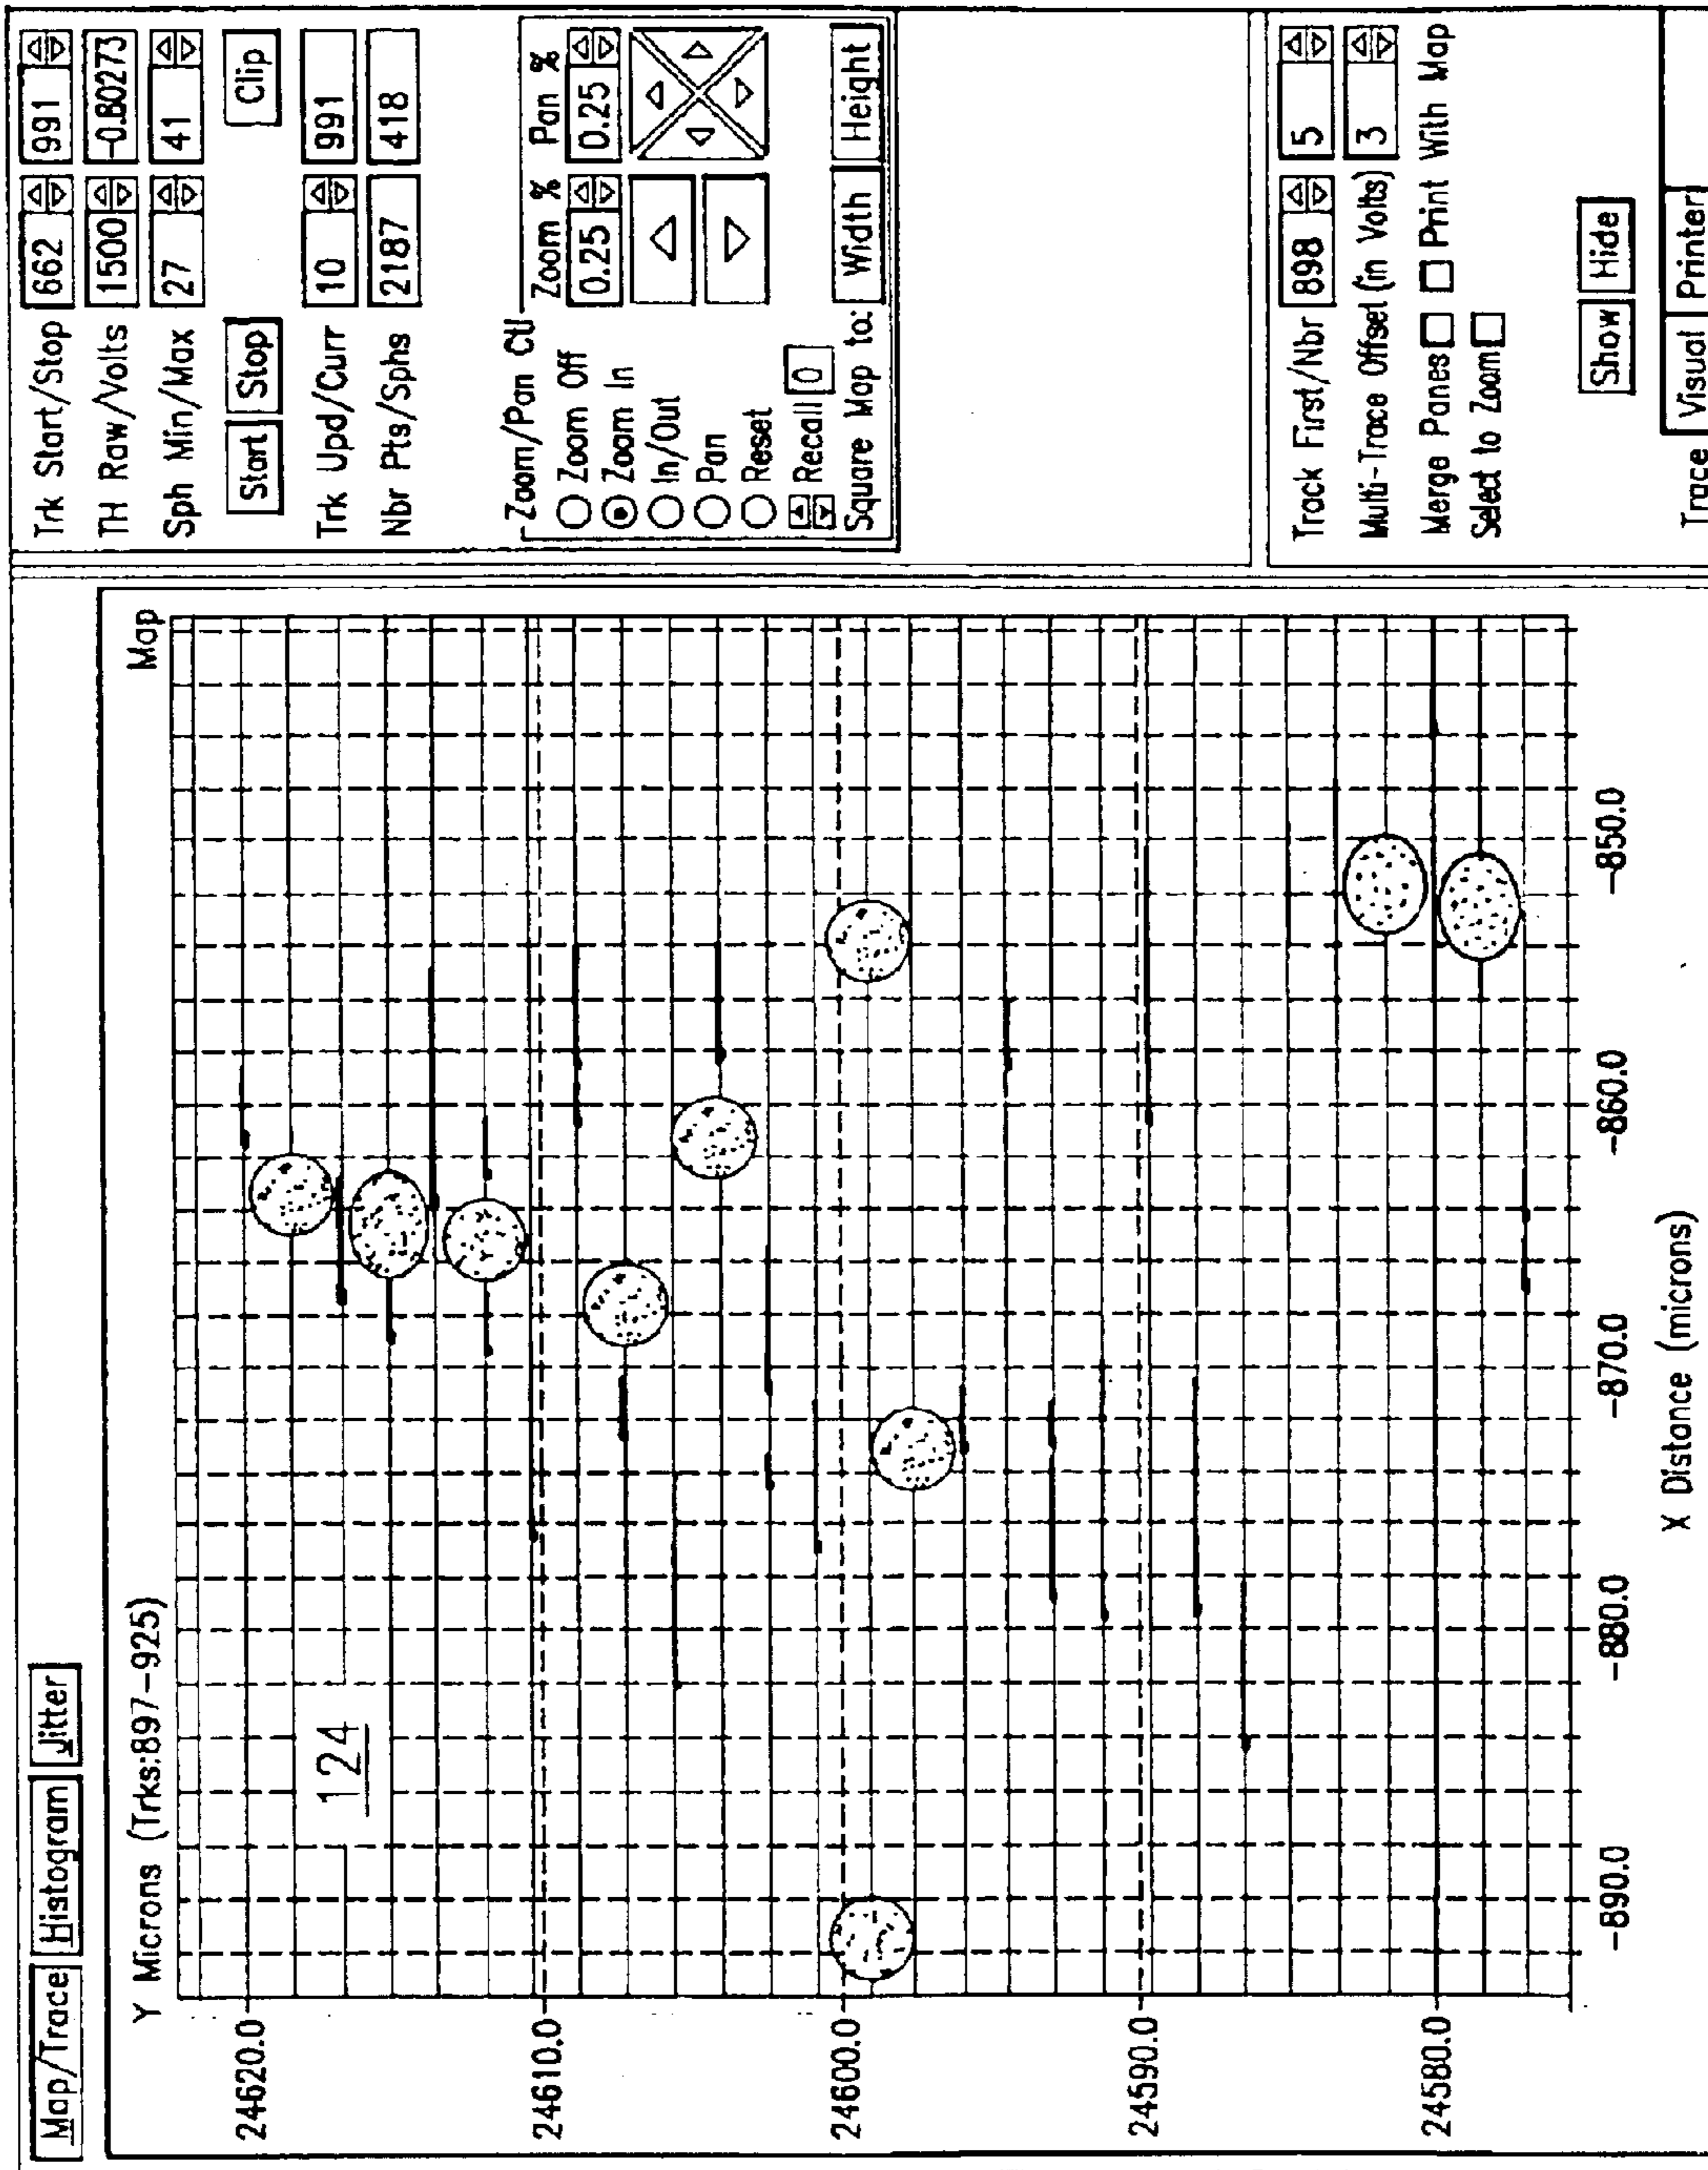 Map/Trace Histogram Jitter
Y Microns (Trks:897-925)
Map
24620.0
24610.0
24600.0
24590.0
24580.0
124
-890.0
-880.0
-870.0
-860.0
-850.0
X Distance (microns)
Trk Start/Stop 662 991
TH Raw/Volts 1500 -0.80273
Sph Min/Max 27 41
Start Stop Clip
Trk Upd/Curr 10 991
Nbr Pts/Sphs 2187 418
Zoom/Pan Ctl
Zoom % Pan %
Zoom Off 0.25 0.25
Zoom In
In/Out
Pan
Reset
Recall 0
Square Map to: Width Height
Track First/Nbr 898 5
Multi-Trace Offset (in Volts) 3
Merge Panes Print With Map
Select to Zoom
Show Hide
Trace Visual Printer